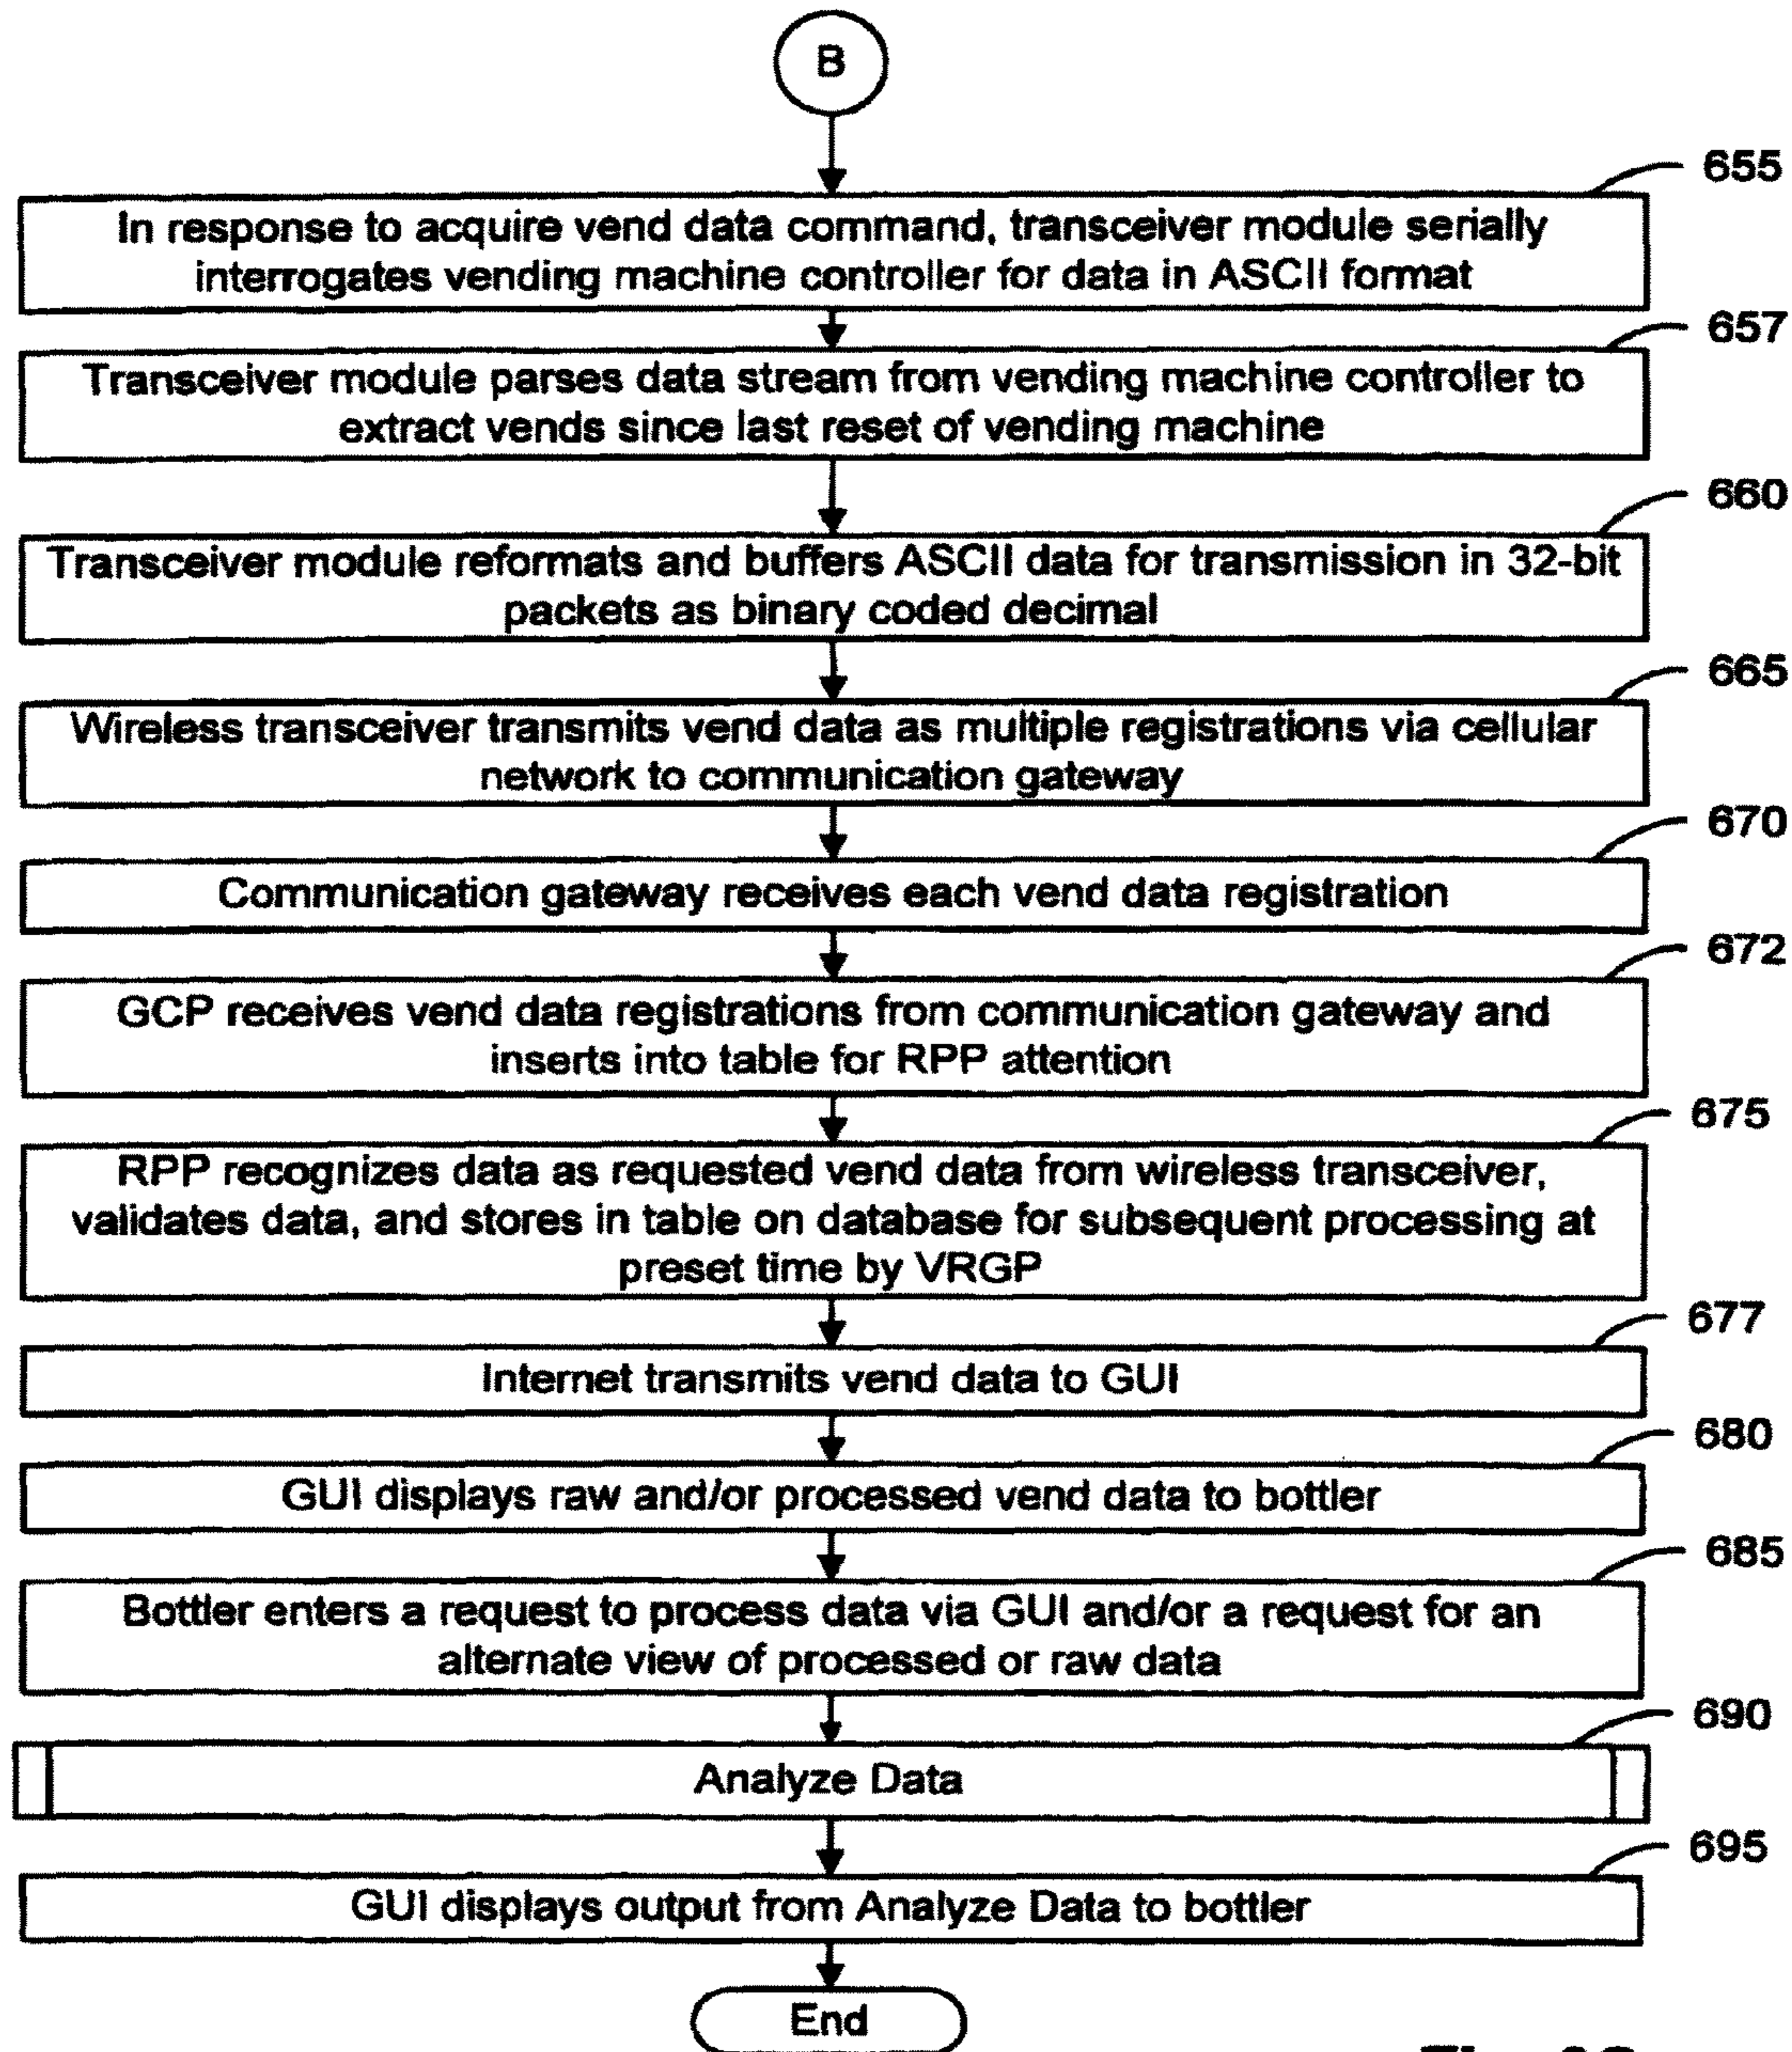 B
655
In response to acquire vend data command, transceiver module serially
interrogates vending machine controller for data in ASCII format
657
Transceiver module parses data stream from vending machine controller to
extract vends since last reset of vending machine
660
Transceiver module reformats and buffers ASCII data for transmission in 32-bit
packets as binary coded decimal
665
Wireless transceiver transmits vend data as multiple registrations via cellular
network to communication gateway
670
Communication gateway receives each vend data registration
672
GCP receives vend data registrations from communication gateway and
inserts into table for RPP attention
675
RPP recognizes data as requested vend data from wireless transceiver,
validates data, and stores in table on database for subsequent processing at
preset time by VRGP
677
Internet transmits vend data to GUI
680
GUI displays raw and/or processed vend data to bottler
685
Bottler enters a request to process data via GUI and/or a request for an
alternate view of processed or raw data
690
Analyze Data
695
GUI displays output from Analyze Data to bottler
End